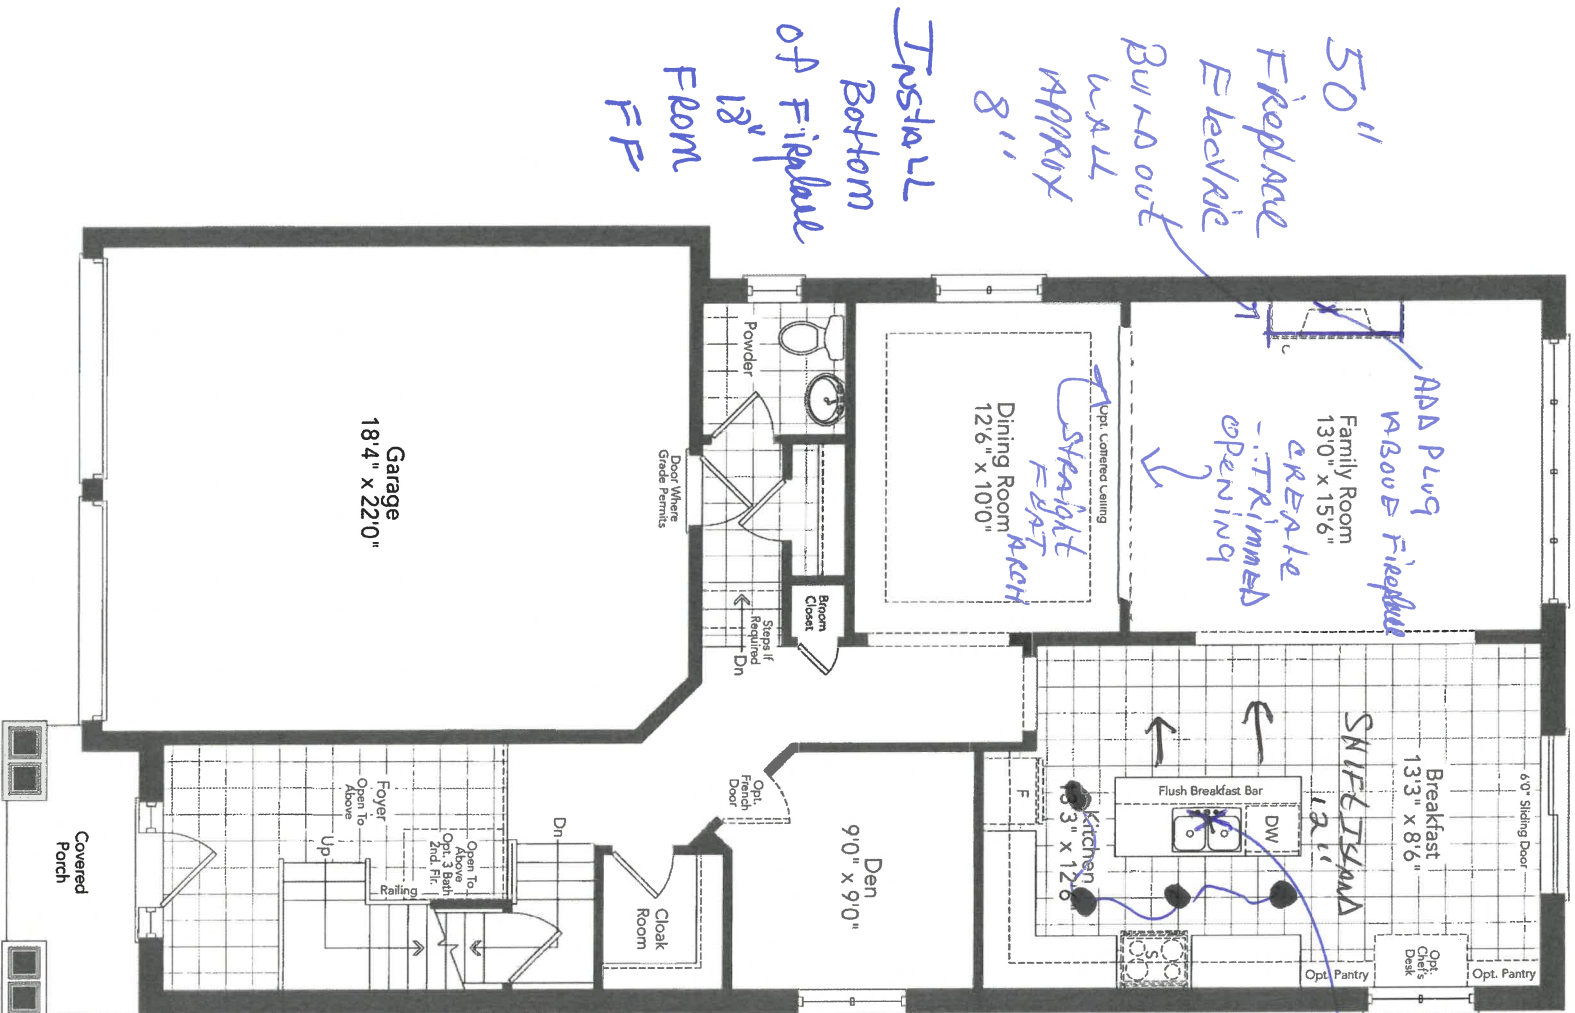 50"
FIREPLACE
ELECTRIC
BUILD OUT
WALL
APPROX
8"
INSTALL
BOTTOM
OF FIREPLACE
18"
FROM
FF
ADD PLUG
ABOVE FIREPLACE
Family Room
13'0" x 15'6"
CREATE
TRIMMED
OPENING
Opt. Coffered Ceiling
STRAIGHT
FLAT ARCH
Dining Room
12'6" x 10'0"
Powder
Door Where
Grade Permits
Garage
18'4" x 22'0"
Broom
Closet
Steps If
Required
Dn
6'0" Sliding Door
Breakfast
13'3" x 8'6"
SHIFT ISLAND
12"
Flush Breakfast Bar
DW
F
Kitchen
13'3" x 12'6"
S
Opt. Pantry
Opt.
Chef's
Desk
Opt. Pantry
Opt.
French
Door
Den
9'0" x 9'0"
Cloak
Room
Dn
Open To
Above
Opt. 3 Bath
2nd. Flr.
Railing
Foyer
Open To
Above
Up
Covered
Porch